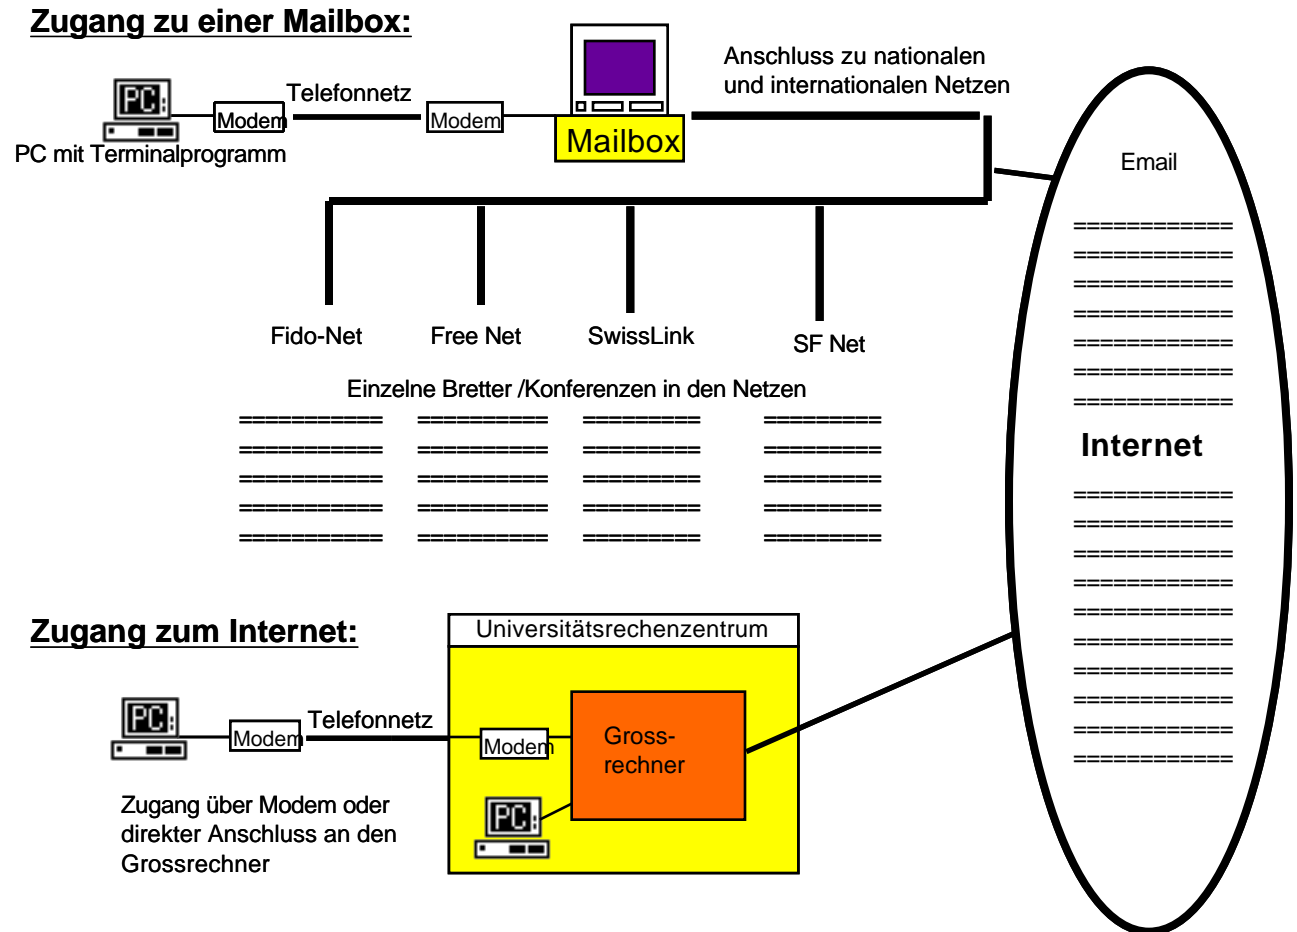 Zugang zu einer Mailbox:
Anschluss zu nationalen
und internationalen Netzen
PC
Modem
Telefonnetz
Modem
Mailbox
PC mit Terminalprogramm
Email
===========
===========
===========
===========
===========
===========
===========
Internet
===========
===========
===========
===========
===========
===========
===========
===========
===========
===========
Fido-Net Free Net SwissLink SF Net
Einzelne Bretter /Konferenzen in den Netzen
=========== ========== ========= =========
=========== ========== ========= =========
=========== ========== ========= =========
=========== ========== ========= =========
=========== ========== ========= =========
Zugang zum Internet:
Universitätsrechenzentrum
PC
Modem
Telefonnetz
Modem
Gross-
rechner
PC
Zugang über Modem oder
direkter Anschluss an den
Grossrechner